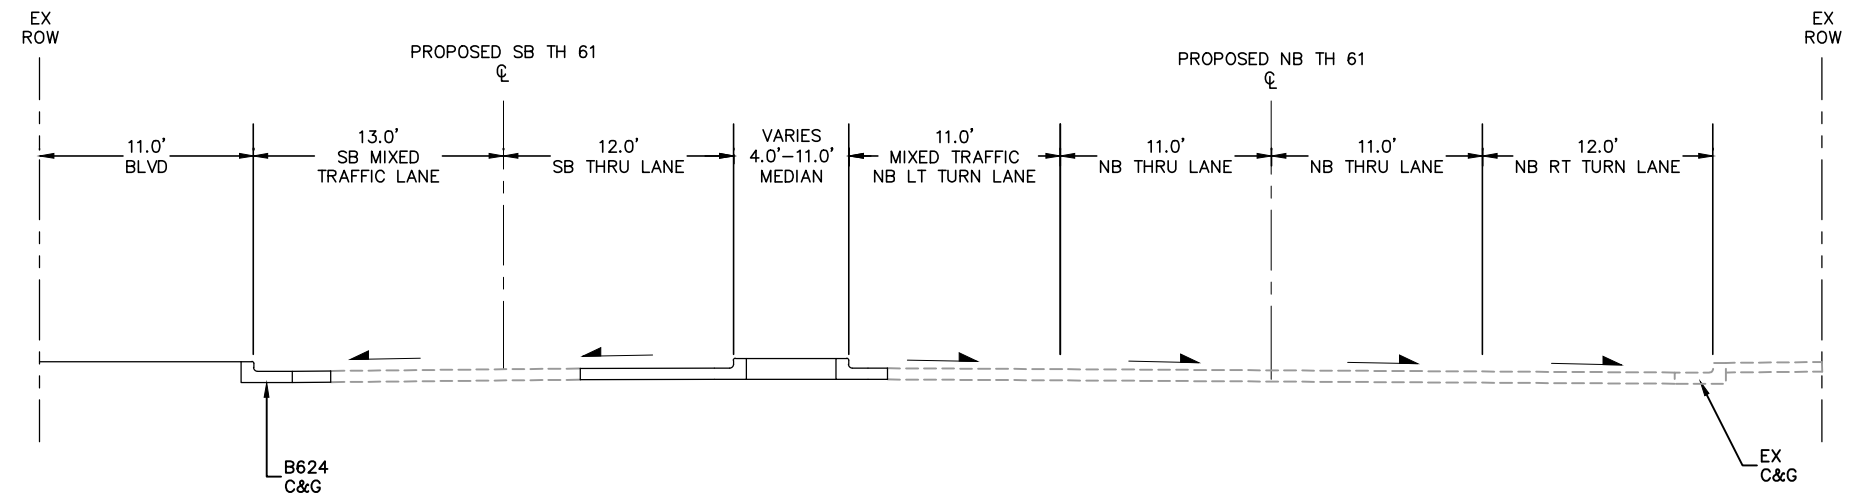 EX
ROW
PROPOSED SB TH 61
℄
PROPOSED NB TH 61
℄
EX
ROW
11.0'
BLVD
13.0'
SB MIXED
TRAFFIC LANE
12.0'
SB THRU LANE
VARIES
4.0'-11.0'
MEDIAN
11.0'
MIXED TRAFFIC
NB LT TURN LANE
11.0'
NB THRU LANE
11.0'
NB THRU LANE
12.0'
NB RT TURN LANE
B624
C&G
EX
C&G